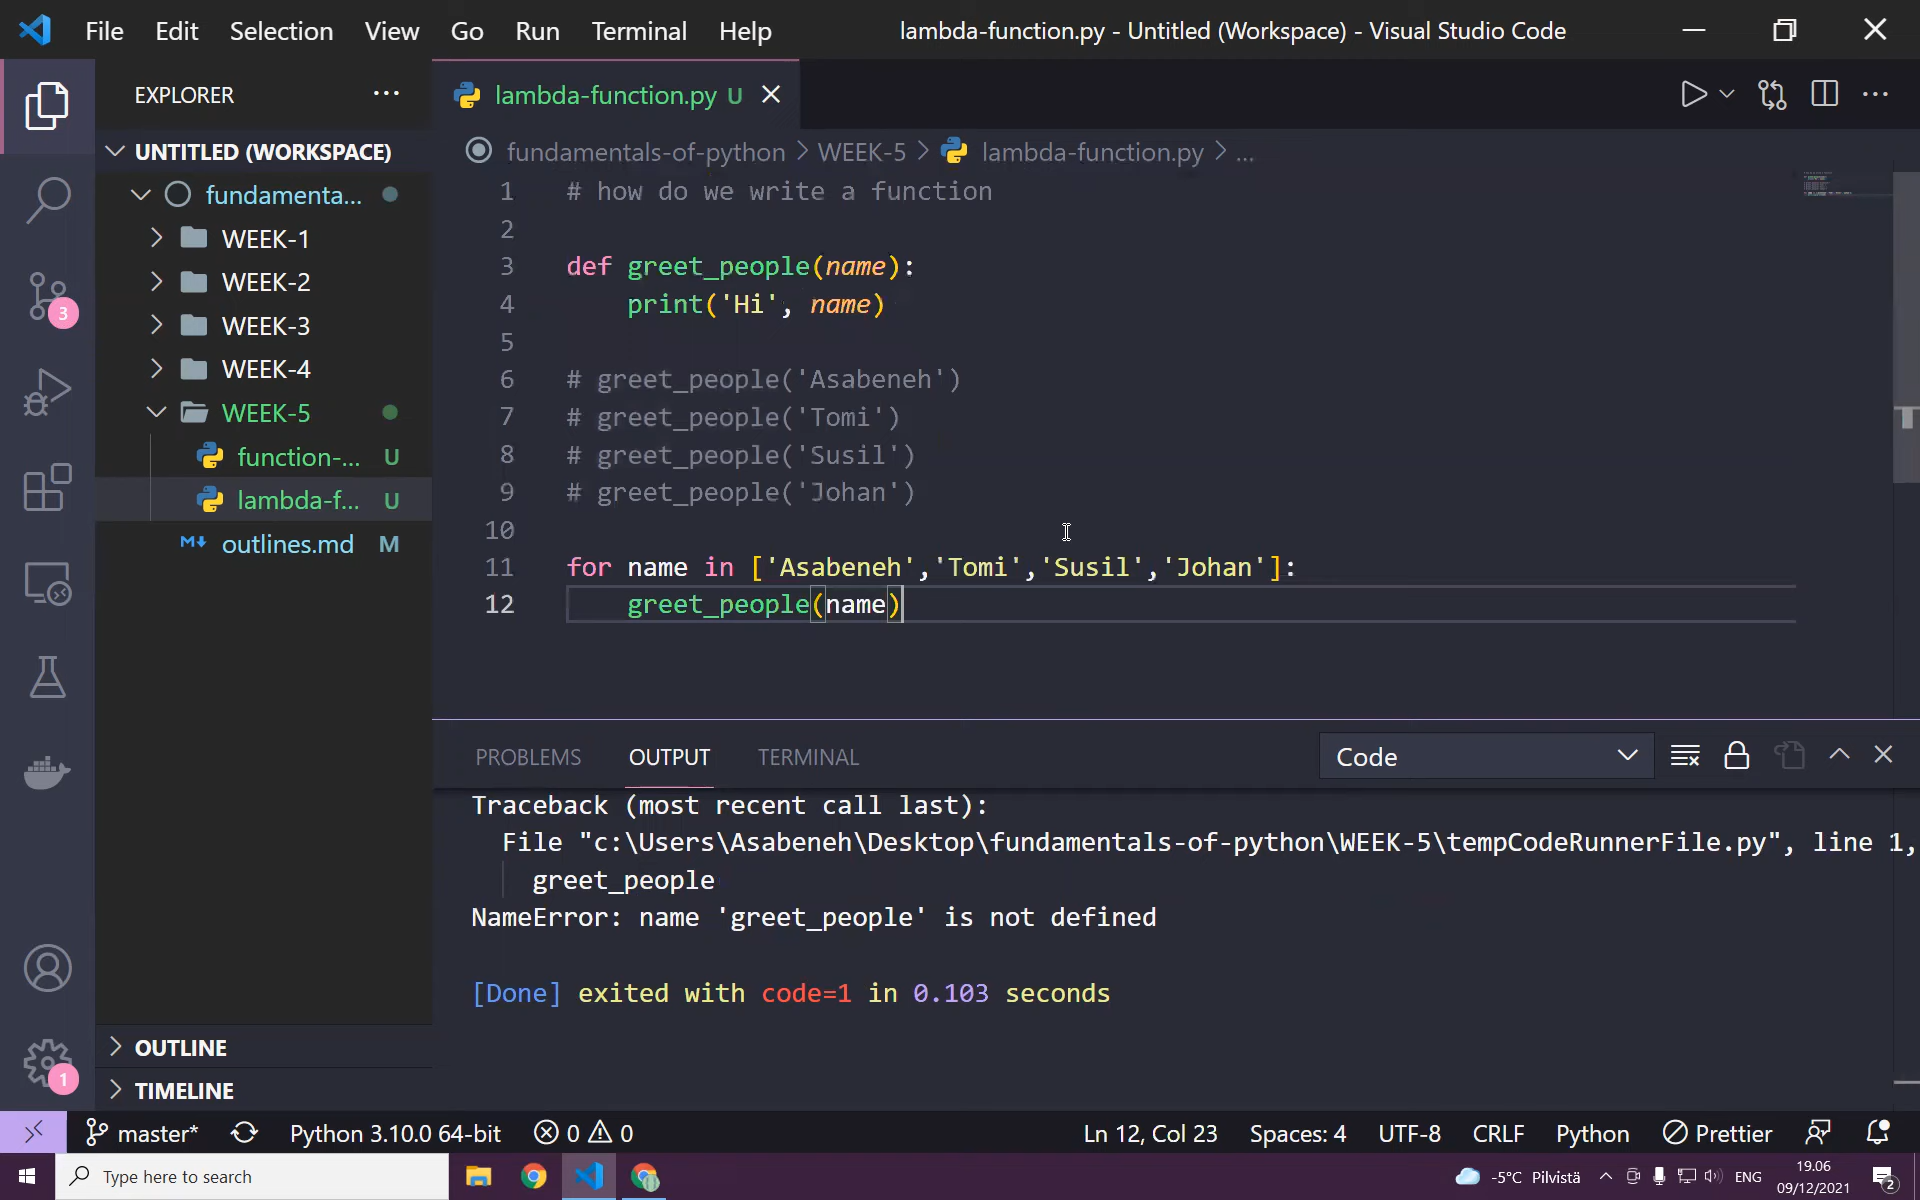 File Edit Selection View Go Run Terminal Help lambda-function.py - Untitled (Workspace) - Visual Studio Code
EXPLORER ...
UNTITLED (WORKSPACE)
fundamenta...
WEEK-1
WEEK-2
WEEK-3
WEEK-4
WEEK-5
function-... U
lambda-f... U
outlines.md M
OUTLINE
TIMELINE
3
1
lambda-function.py U
fundamentals-of-python > WEEK-5 > lambda-function.py > ...
1 # how do we write a function
2
3 def greet_people(name):
4 print('Hi', name)
5
6 # greet_people('Asabeneh')
7 # greet_people('Tomi')
8 # greet_people('Susil')
9 # greet_people('Johan')
10
11 for name in ['Asabeneh','Tomi','Susil','Johan']:
12 greet_people(name)
PROBLEMS OUTPUT TERMINAL Code
Traceback (most recent call last):
File "c:\Users\Asabeneh\Desktop\fundamentals-of-python\WEEK-5\tempCodeRunnerFile.py", line 1,
greet_people
NameError: name 'greet_people' is not defined
[Done] exited with code=1 in 0.103 seconds
master* Python 3.10.0 64-bit 0 0 Ln 12, Col 23 Spaces: 4 UTF-8 CRLF Python Prettier
Type here to search -5°C Pilvistä ENG 19.06
09/12/2021 2